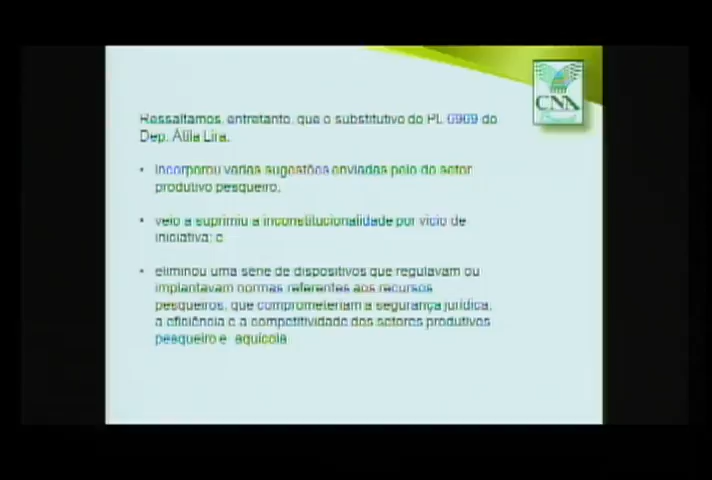 CNA
Brasil
Ressaltamos, entretanto, que o substitutivo do PL 6969 do
Dep. Átila Lira,
• incorporou várias sugestões enviadas pelo do setor
produtivo pesqueiro,
• veio a suprimiu a inconstitucionalidade por vício de
iniciativa; e
• eliminou uma série de dispositivos que regulavam ou
implantavam normas referentes aos recursos
pesqueiros, que comprometeriam a segurança jurídica,
a eficiência e a competitividade dos setores produtivos
pesqueiro e aquícola